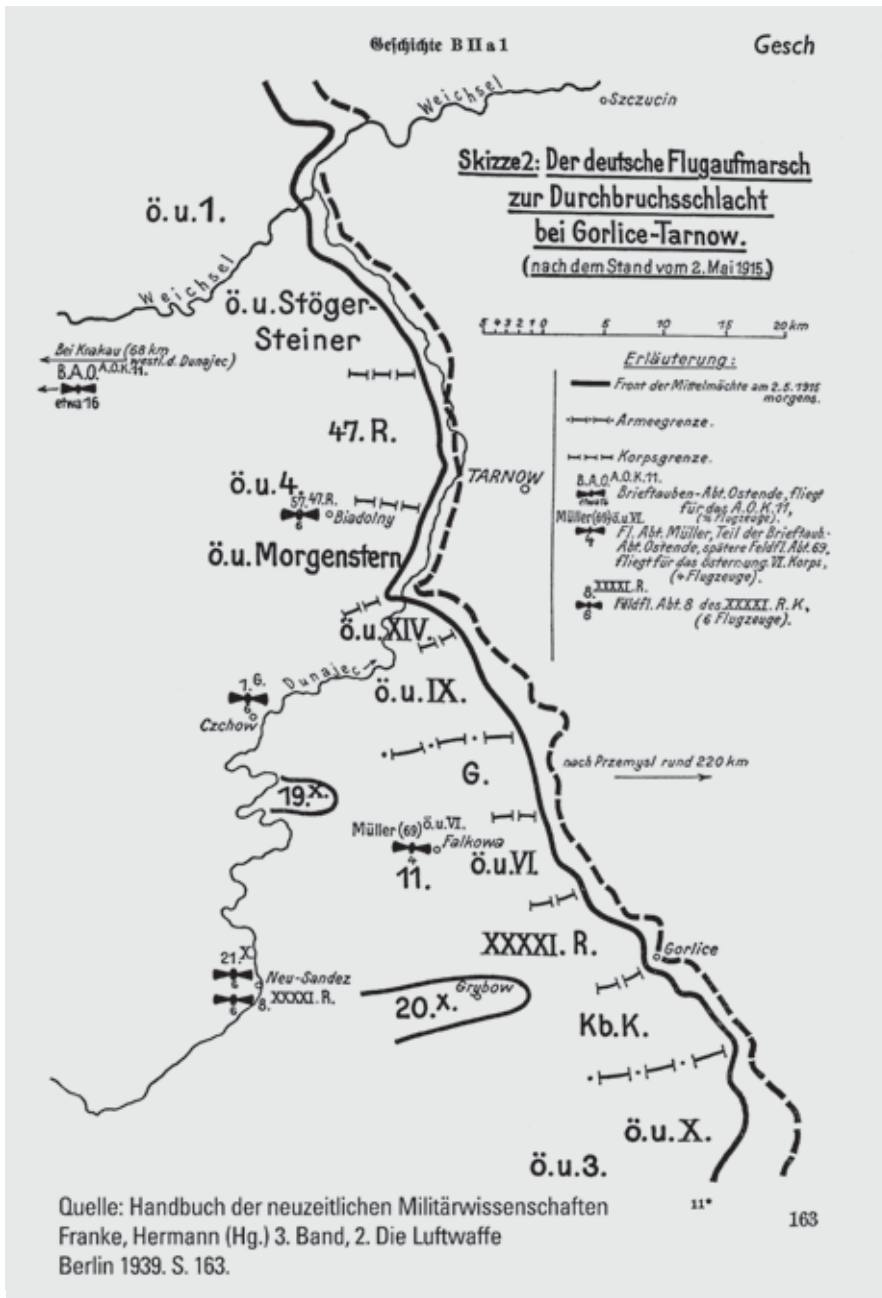 Geschichte B II a 1
Gesch
Weichsel
Szczucin
Skizze2: Der deutsche Flugaufmarsch
zur Durchbruchsschlacht
bei Gorlice-Tarnow.
(nach dem Stand vom 2. Mai 1915.)
ö.u.1.
Weichsel
ö.u.Stöger-
Steiner
5 4 3 2 1 0 5 10 15 20 km
Bei Krakau (68 km
westl. d. Dunajec)
B.A.O. A.O.K.11.
etwa 16
Erläuterung:
Front der Mittelmächte am 2.5.1915
morgens.
Armeegrenze.
Korpsgrenze.
B.A.O. A.O.K.11.
etwa 16
Brieftauben-Abt. Ostende, fliegt
für das A.O.K 11,
Flugzeuge).
Müller(69) ö.u.VI.
4
Fl. Abt. Müller, Teil der Brieftaub.-
Abt. Ostende, spätere Feldfl. Abt. 69,
fliegt für das österr.ung. VI. Korps,
(4 Flugzeuge).
8. XXXXI. R.
6
Feldfl. Abt. 8 des XXXXI. R. K,
(6 Flugzeuge).
47. R.
TARNOW
ö.u.4.
57. 47.R.
6
Biadolny
ö.u.Morgenstern
ö.u.XIV.
Dunajec
7. G.
6
Czchow
ö.u.IX.
G.
nach Przemysl rund 220 km
19.X.
Müller (69) ö.u.VI.
4
Falkowa
11.
ö.u.VI.
XXXXI. R.
Gorlice
21.X.
6
Neu-Sandez
8. XXXXI. R.
6
20.X.
Grybow
Kb.K.
ö.u.X.
ö.u.3.
11*
163
Quelle: Handbuch der neuzeitlichen Militärwissenschaften
Franke, Hermann (Hg.) 3. Band, 2. Die Luftwaffe
Berlin 1939. S. 163.